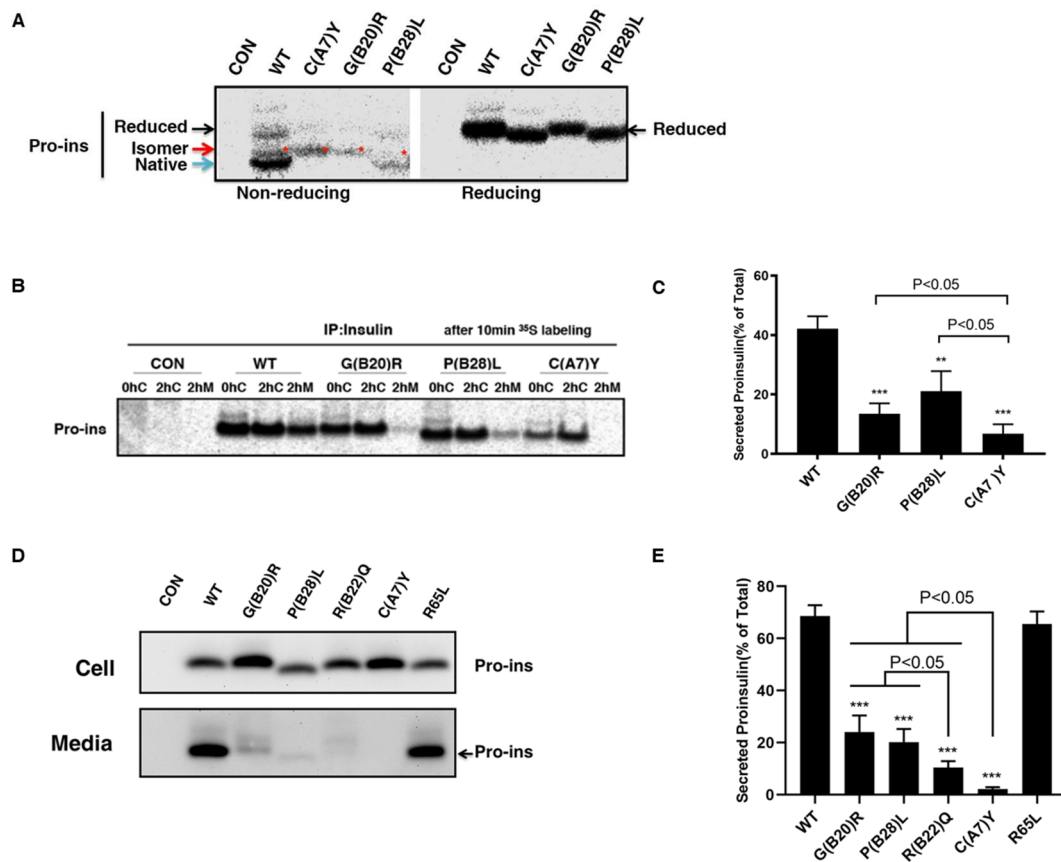 A
CON WT C(A7)Y G(B20)R P(B28)L CON WT C(A7)Y G(B20)R P(B28)L
Pro-ins
Reduced
Isomer
Native
Reduced
* * * *
Non-reducing Reducing
B
IP:Insulin after 10min ³⁵S labeling
CON WT G(B20)R P(B28)L C(A7)Y
0hC 2hC 2hM 0hC 2hC 2hM 0hC 2hC 2hM 0hC 2hC 2hM 0hC 2hC 2hM
Pro-ins
C
Secreted Proinsulin(% of Total)
60
40
20
0
P<0.05
P<0.05
***
**
***
WT G(B20)R P(B28)L C(A7 )Y
D
CON WT G(B20)R P(B28)L R(B22)Q C(A7)Y R65L
Cell Pro-ins
Media Pro-ins
E
Secreted Proinsulin(% of Total)
80
60
40
20
0
P<0.05
P<0.05
***
***
***
***
WT G(B20)R P(B28)L R(B22)Q C(A7)Y R65L